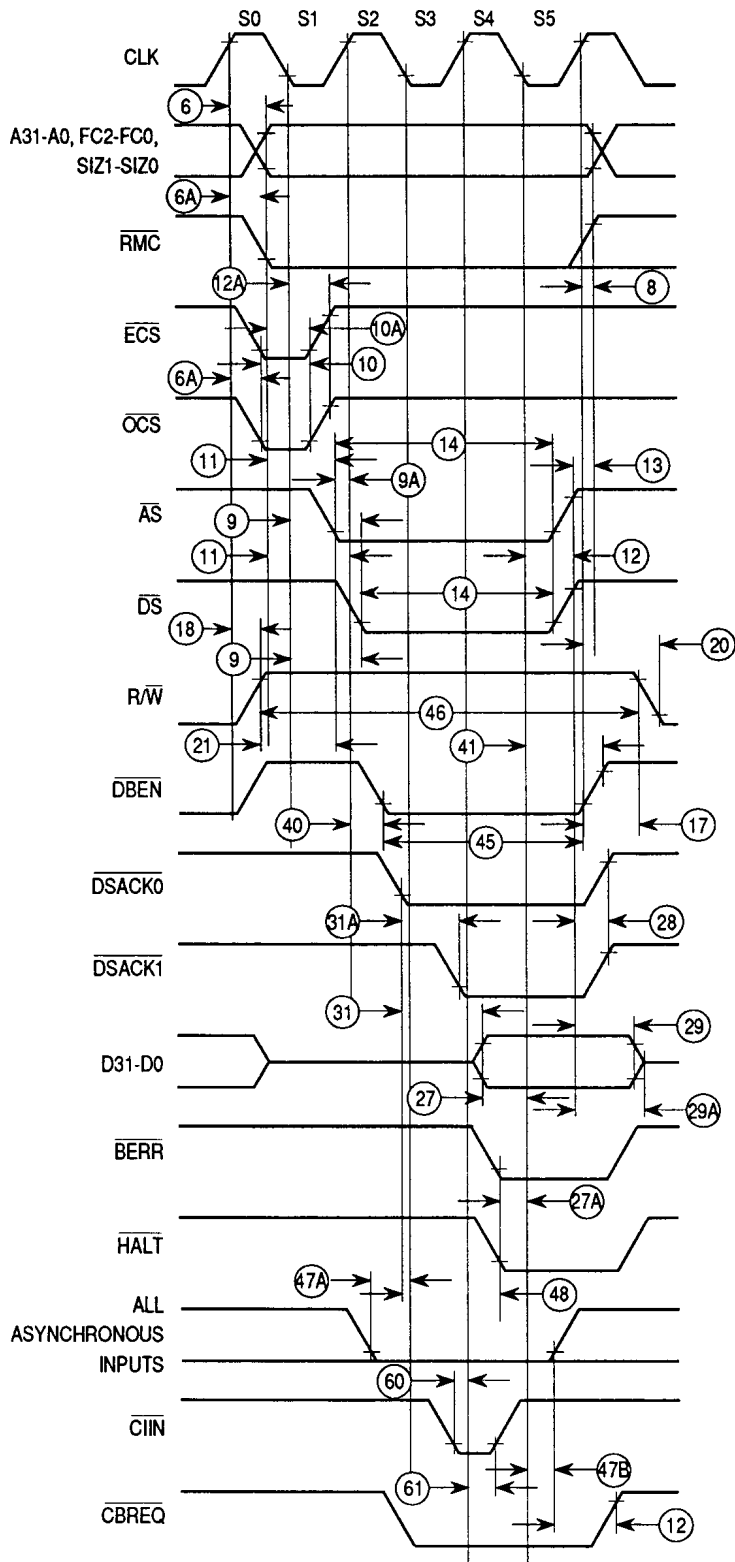 S0 S1 S2 S3 S4 S5
CLK
6
A31-A0, FC2-FC0,
SIZ1-SIZ0
6A
RMC
12A
8
ECS
10A
10
6A
OCS
11
14
13
9A
AS
9
11
12
DS
14
18
20
9
R/W
46
21
41
DBEN
40
17
45
DSACK0
31A
28
DSACK1
31
29
D31-D0
27
29A
BERR
27A
HALT
47A
48
ALL
ASYNCHRONOUS
INPUTS
60
CIIN
47B
61
CBREQ
12